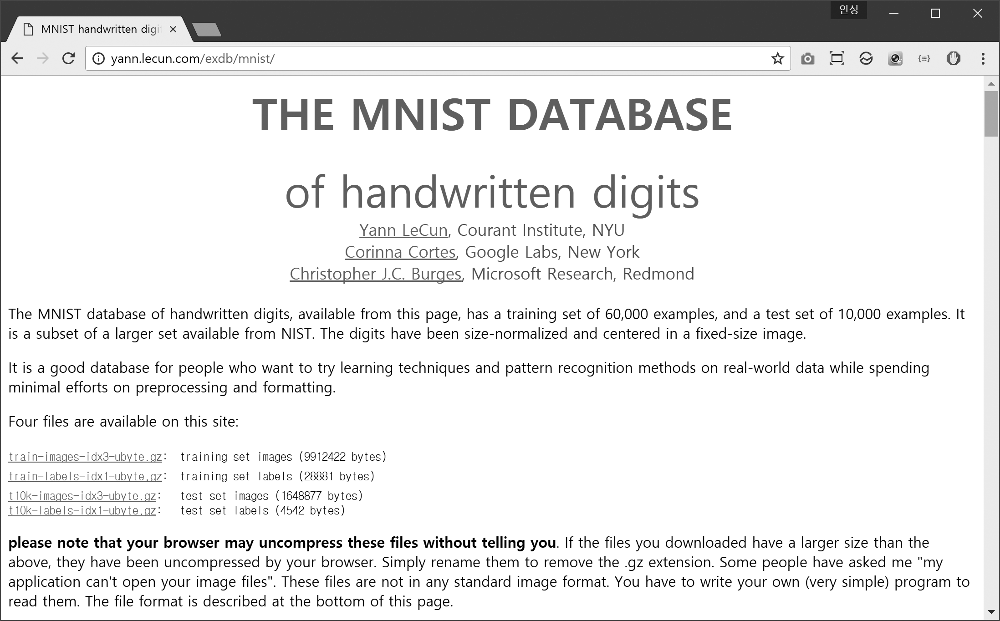 인성
MNIST handwritten digi
yann.lecun.com/exdb/mnist/
THE MNIST DATABASE
of handwritten digits
Yann LeCun, Courant Institute, NYU
Corinna Cortes, Google Labs, New York
Christopher J.C. Burges, Microsoft Research, Redmond
The MNIST database of handwritten digits, available from this page, has a training set of 60,000 examples, and a test set of 10,000 examples. It
is a subset of a larger set available from NIST. The digits have been size-normalized and centered in a fixed-size image.
It is a good database for people who want to try learning techniques and pattern recognition methods on real-world data while spending
minimal efforts on preprocessing and formatting.
Four files are available on this site:
train-images-idx3-ubyte.gz: training set images (9912422 bytes)
train-labels-idx1-ubyte.gz: training set labels (28881 bytes)
t10k-images-idx3-ubyte.gz: test set images (1648877 bytes)
t10k-labels-idx1-ubyte.gz: test set labels (4542 bytes)
please note that your browser may uncompress these files without telling you. If the files you downloaded have a larger size than the
above, they have been uncompressed by your browser. Simply rename them to remove the .gz extension. Some people have asked me "my
application can't open your image files". These files are not in any standard image format. You have to write your own (very simple) program to
read them. The file format is described at the bottom of this page.